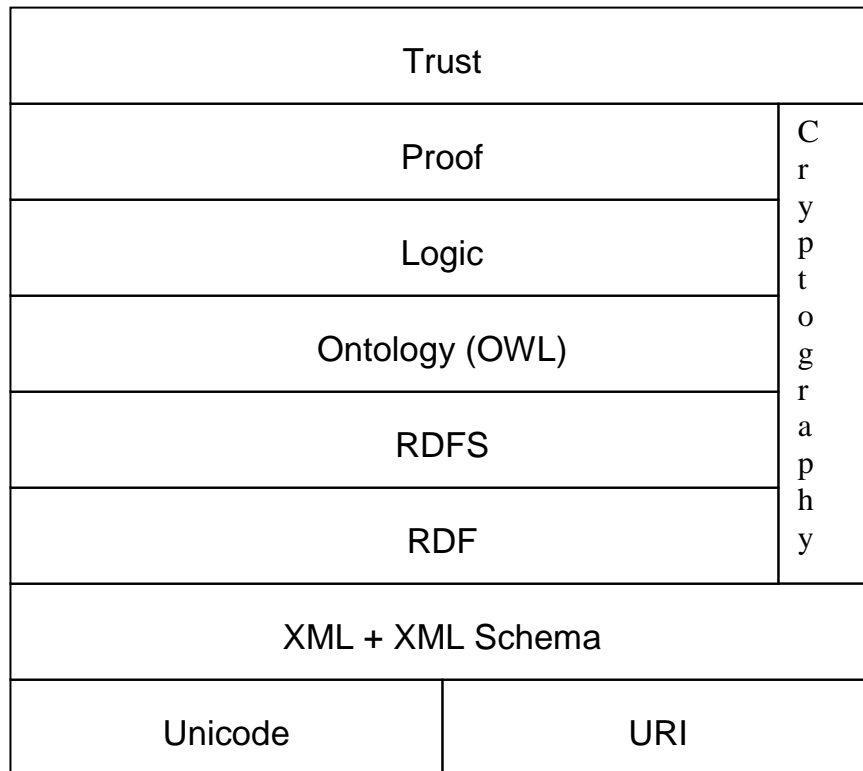 Trust
Proof
Logic
Ontology (OWL)
RDFS
RDF
Cryptography
XML + XML Schema
Unicode
URI